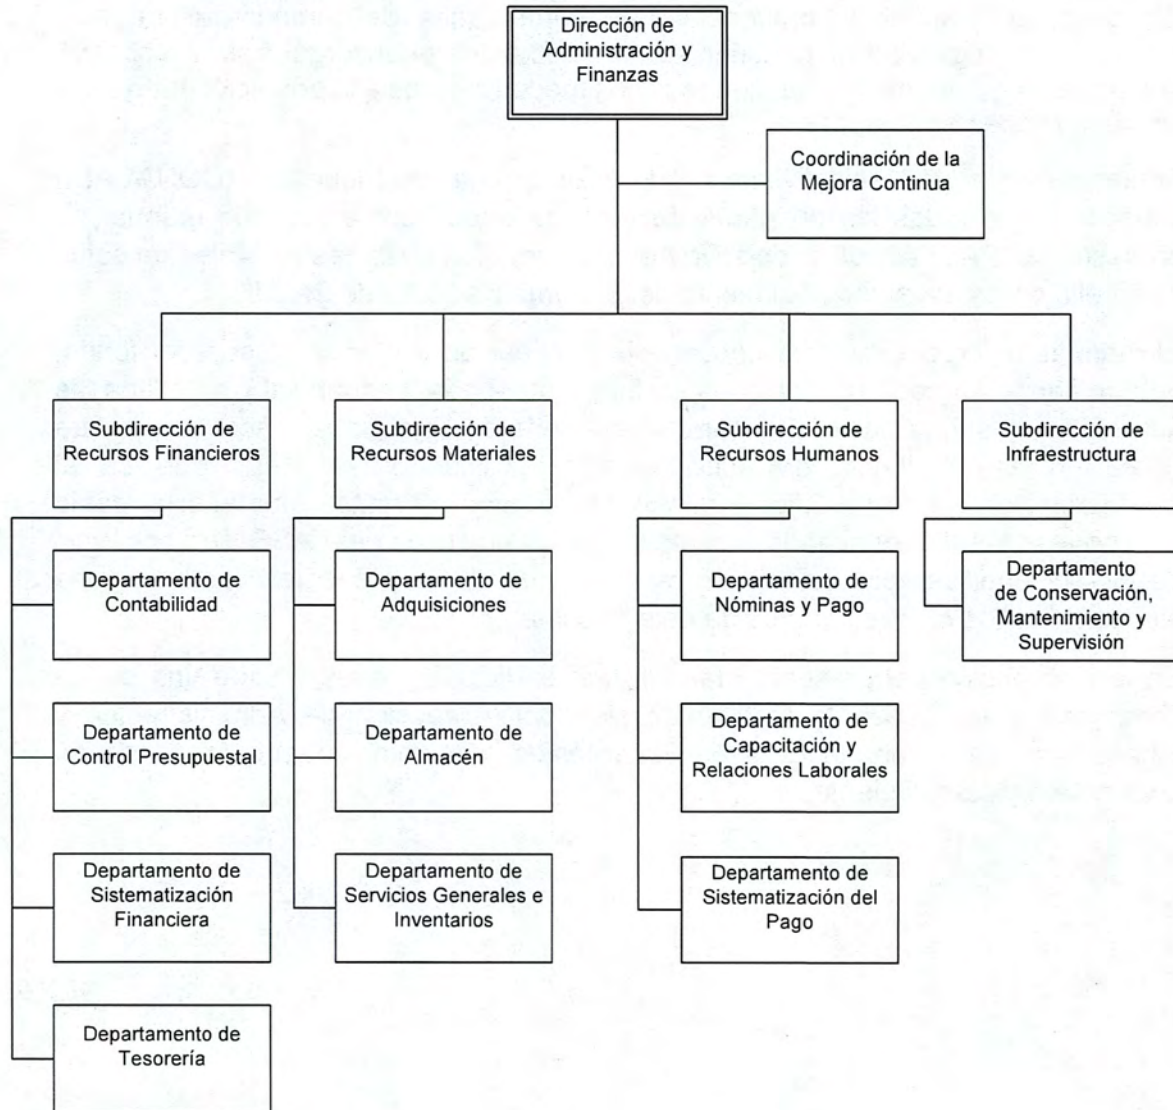 Dirección de
Administración y
Finanzas
Coordinación de la
Mejora Continua
Subdirección de
Recursos Financieros
Subdirección de
Recursos Materiales
Subdirección de
Recursos Humanos
Subdirección de
Infraestructura
Departamento de
Contabilidad
Departamento de
Adquisiciones
Departamento de
Nóminas y Pago
Departamento
de Conservación,
Mantenimiento y
Supervisión
Departamento de
Control Presupuestal
Departamento de
Almacén
Departamento de
Capacitación y
Relaciones Laborales
Departamento de
Sistematización
Financiera
Departamento de
Servicios Generales e
Inventarios
Departamento de
Sistematización del
Pago
Departamento de
Tesorería